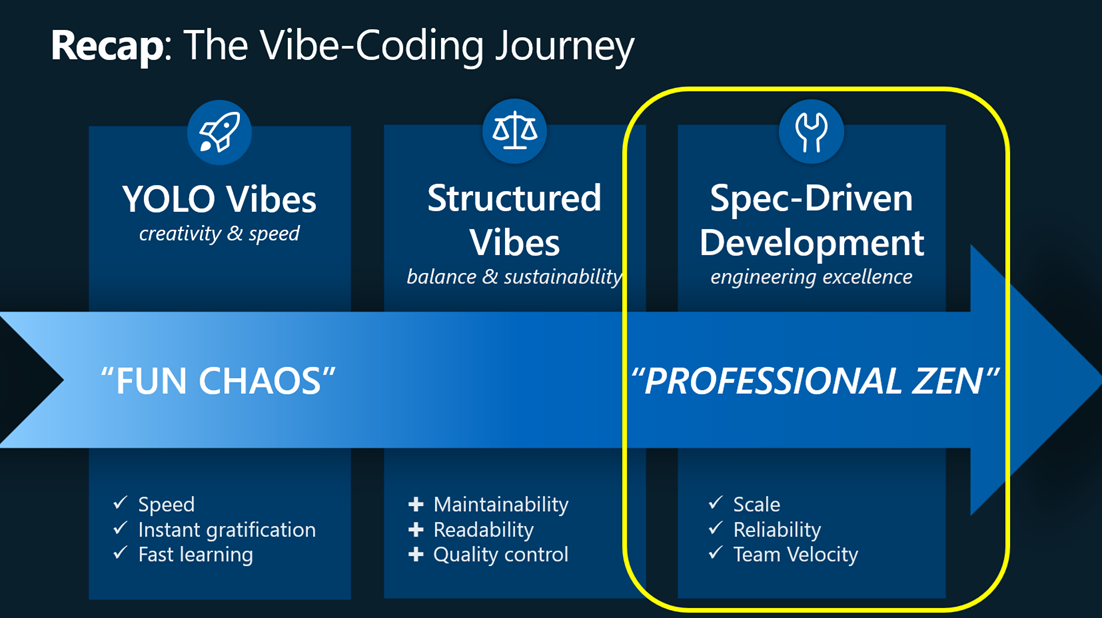 Recap: The Vibe-Coding Journey
YOLO Vibes
creativity & speed
Structured
Vibes
balance & sustainability
Spec-Driven
Development
engineering excellence
“FUN CHAOS”
“PROFESSIONAL ZEN”
✓ Speed
✓ Instant gratification
✓ Fast learning
+ Maintainability
+ Readability
+ Quality control
✓ Scale
✓ Reliability
✓ Team Velocity